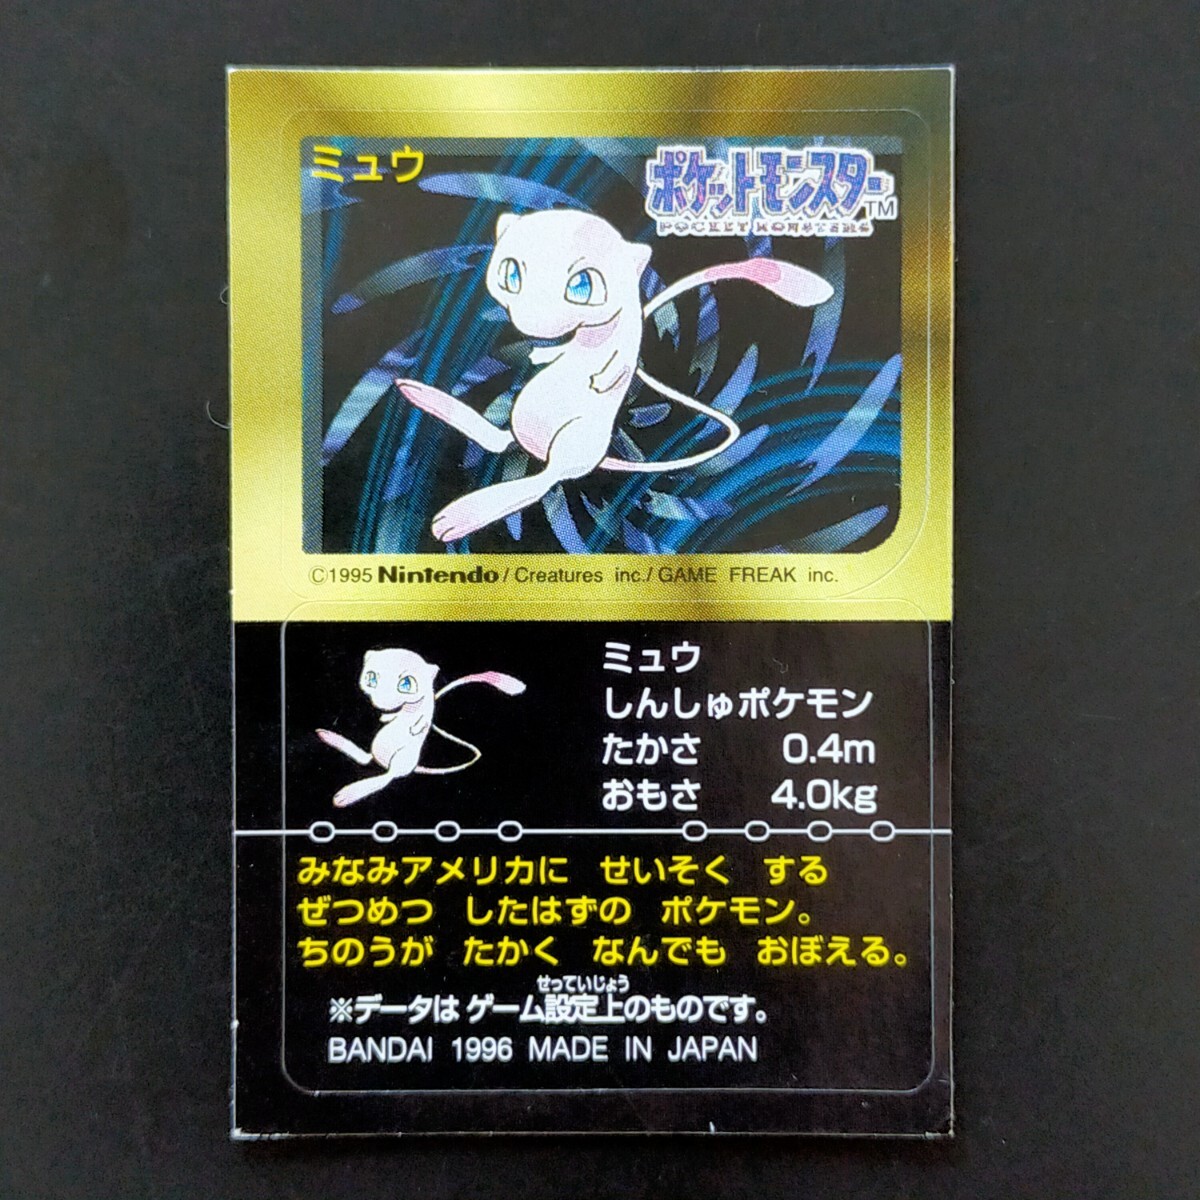 ミュウ
ポケットモンスター TM
POCKET MONSTERS
©1995 Nintendo / Creatures inc. / GAME FREAK inc.
ミュウ
しんしゅポケモン
たかさ 0.4m
おもさ 4.0kg
みなみアメリカに せいそく する
ぜつめつ したはずの ポケモン。
ちのうが たかく なんでも おぼえる。
せっていじょう
※データは ゲーム設定上のものです。
BANDAI 1996 MADE IN JAPAN